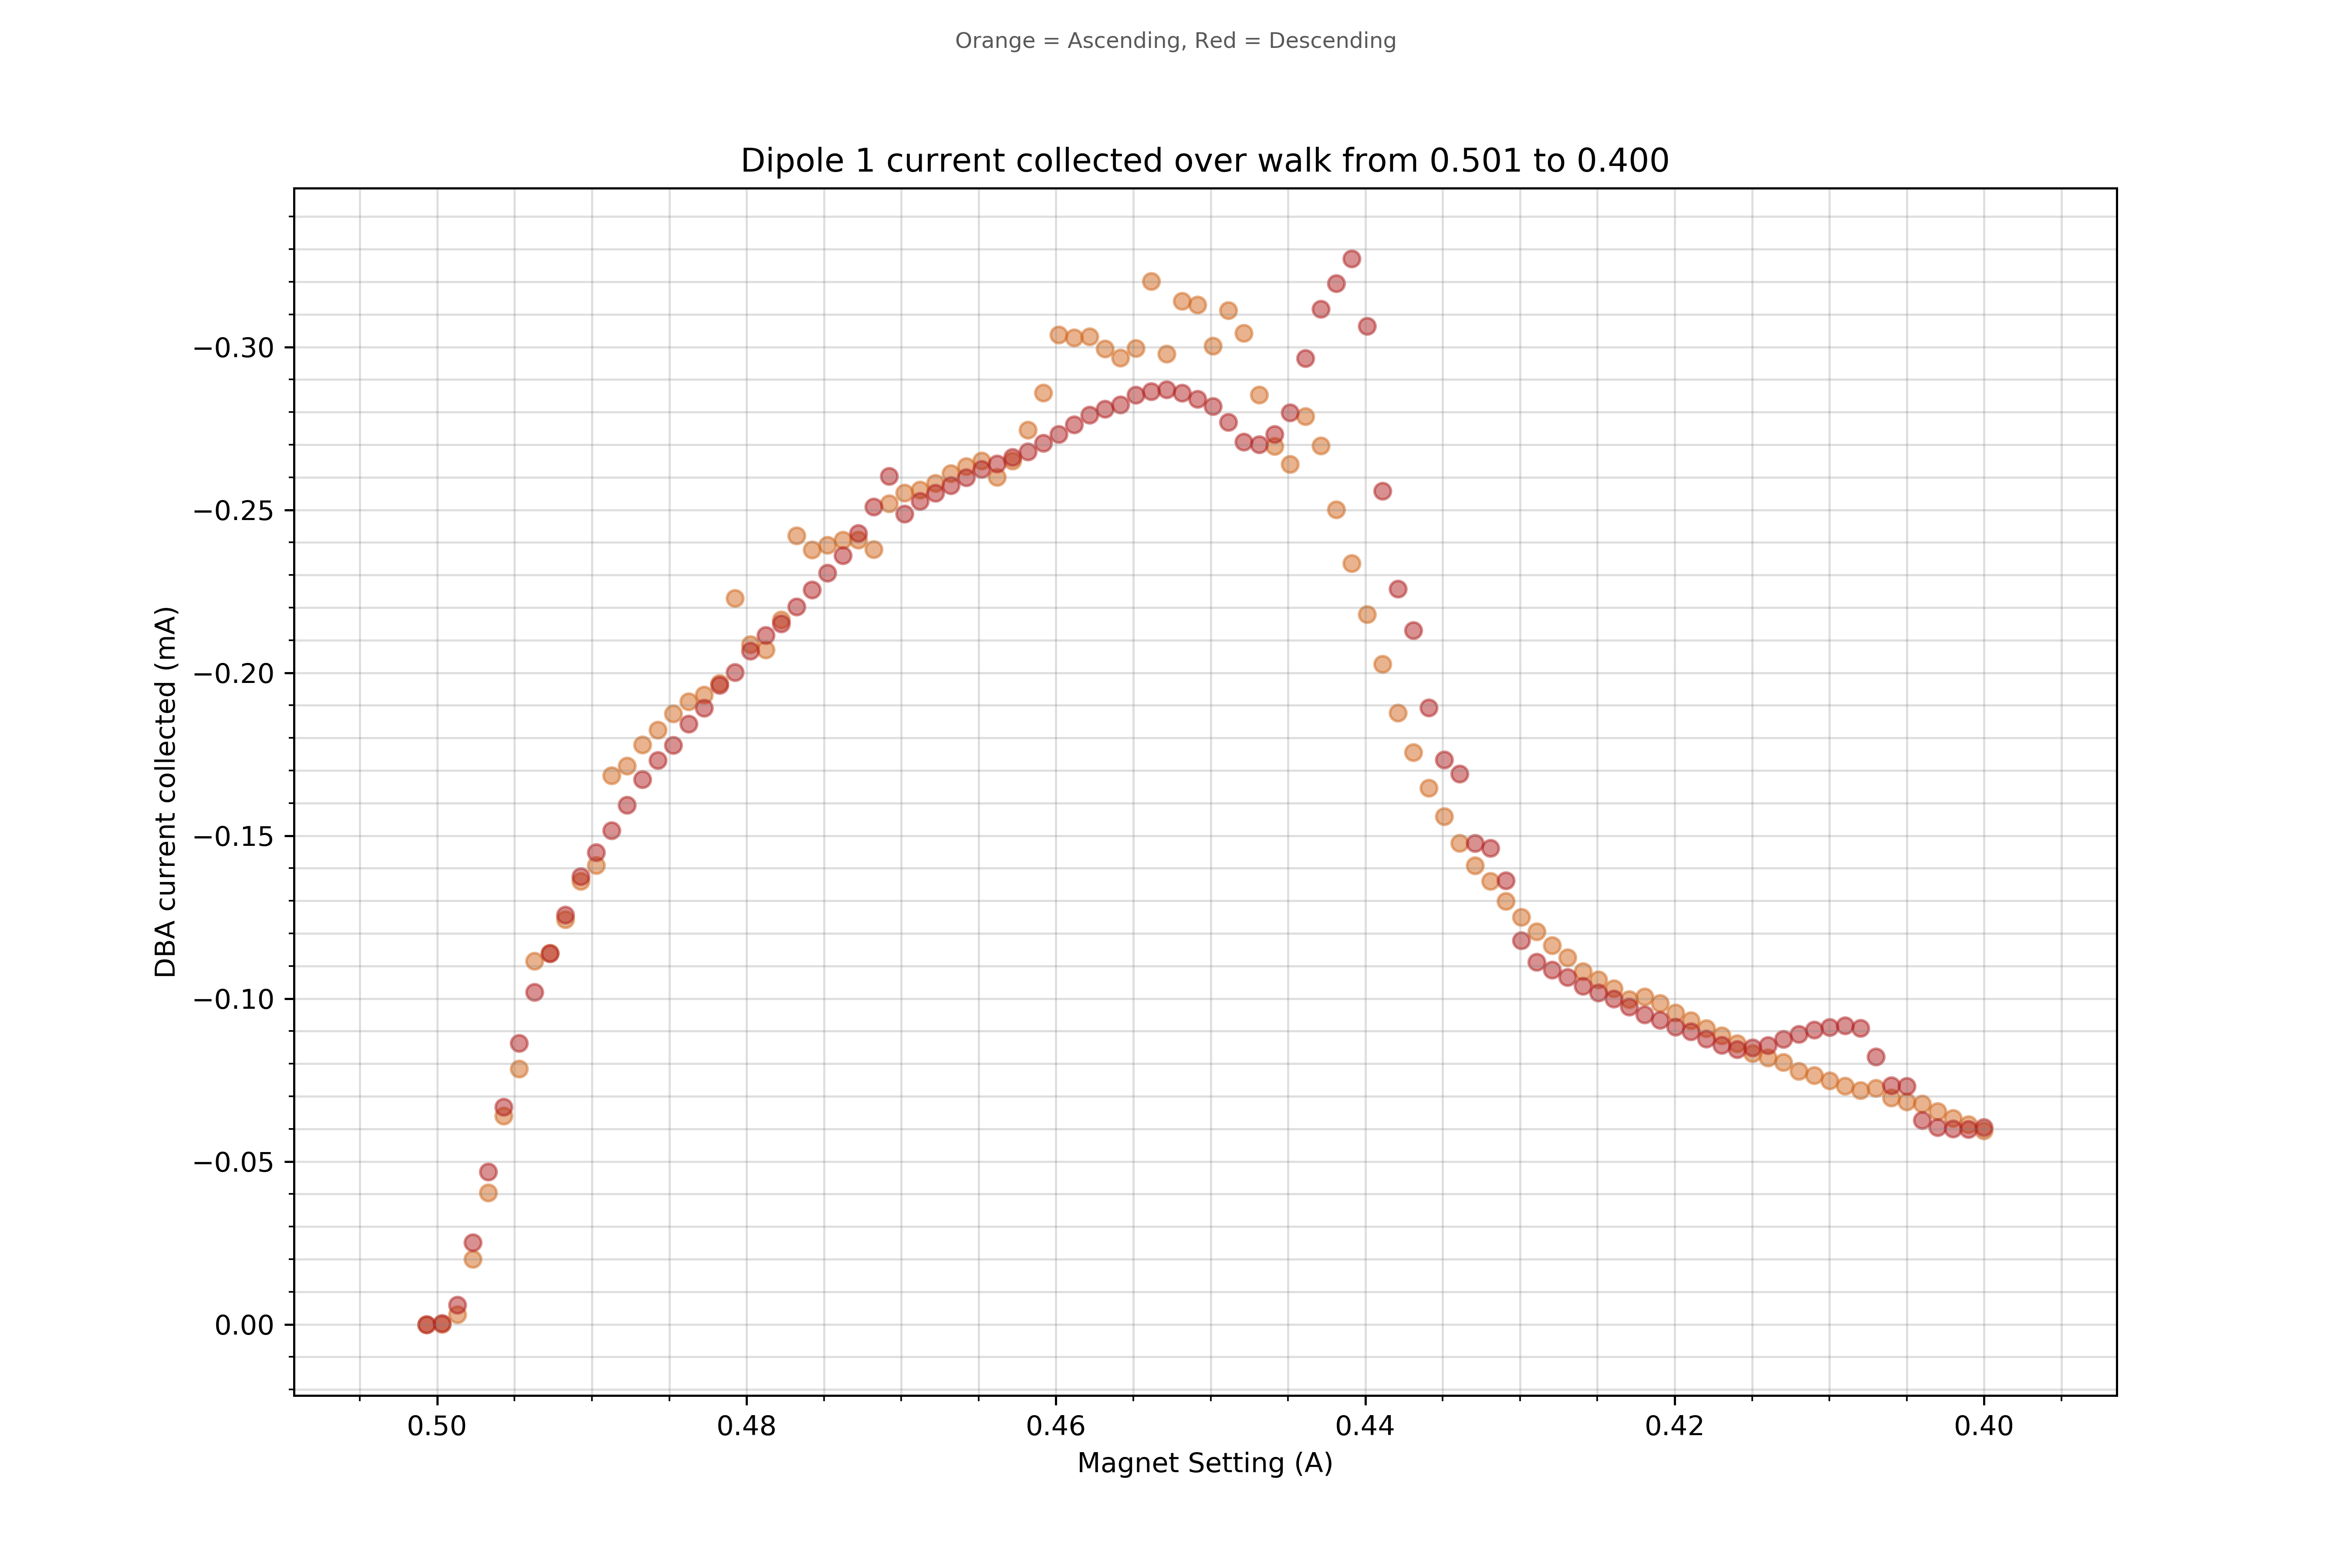 Orange = Ascending, Red = Descending
Dipole 1 current collected over walk from 0.501 to 0.400
DBA current collected (mA)
−0.30
−0.25
−0.20
−0.15
−0.10
−0.05
0.00
0.50 0.48 0.46 0.44 0.42 0.40
Magnet Setting (A)